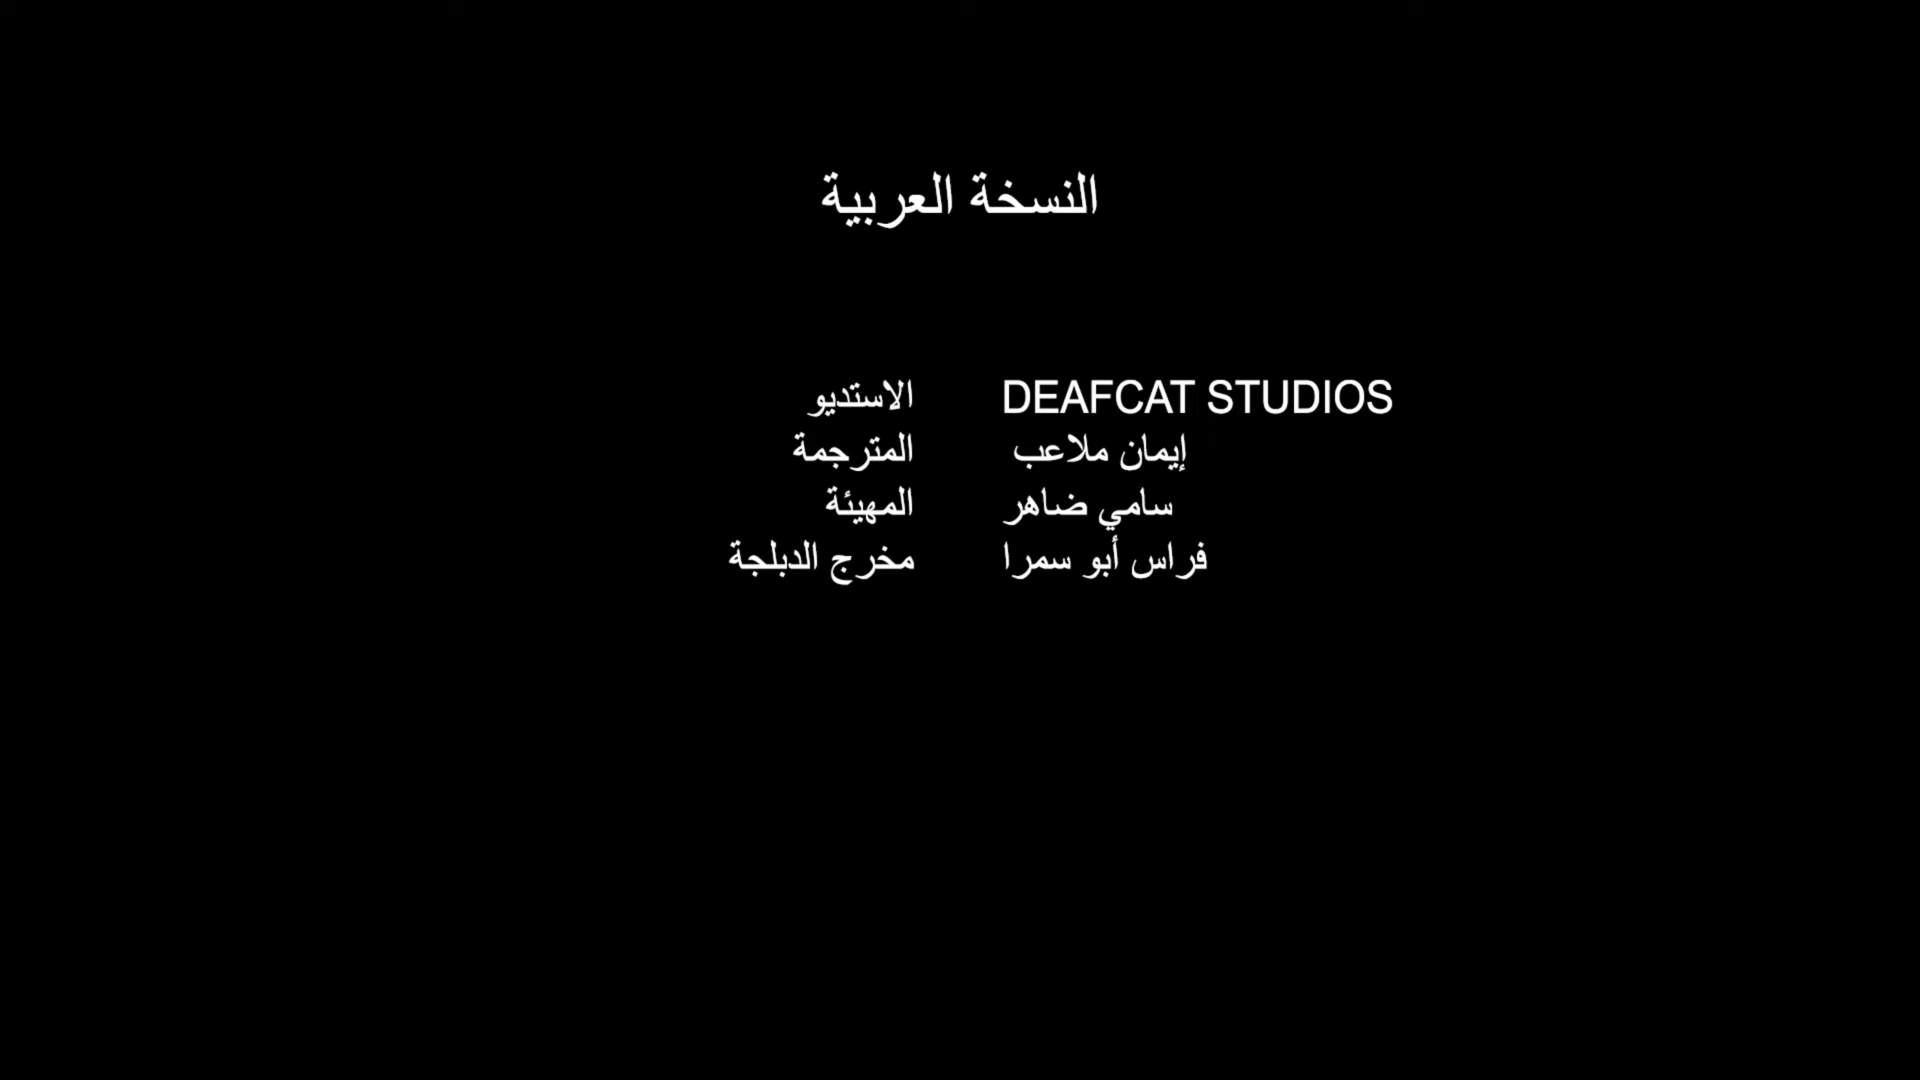 النسخة العربية
الاستديو DEAFCAT STUDIOS
المترجمة إيمان ملاعب
المهيئة سامي ضاهر
مخرج الدبلجة فراس أبو سمرا